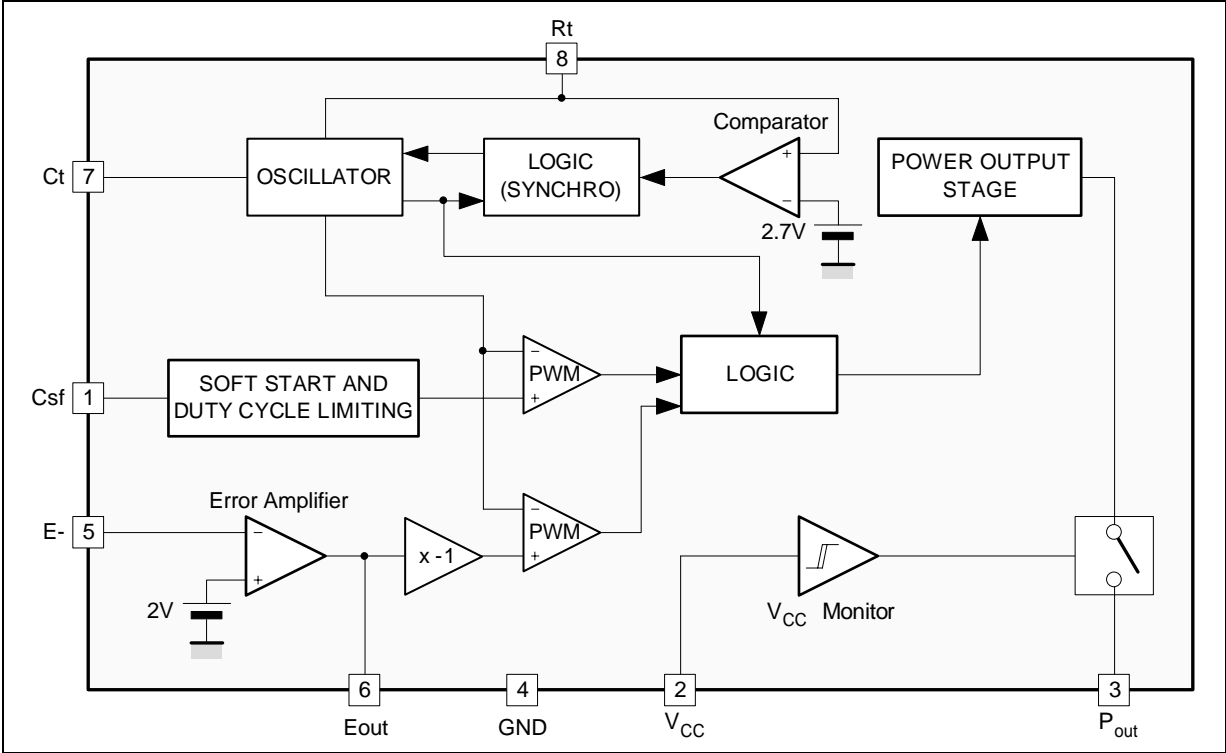 Rt
8
Comparator
+
−
2.7V
Ct
7
OSCILLATOR
LOGIC
(SYNCHRO)
POWER OUTPUT
STAGE
Csf
1
SOFT START AND
DUTY CYCLE LIMITING
−
PWM
+
LOGIC
Error Amplifier
E-
5
−
+
2V
x -1
−
PWM
+
VCC Monitor
6
Eout
4
GND
2
VCC
3
Pout